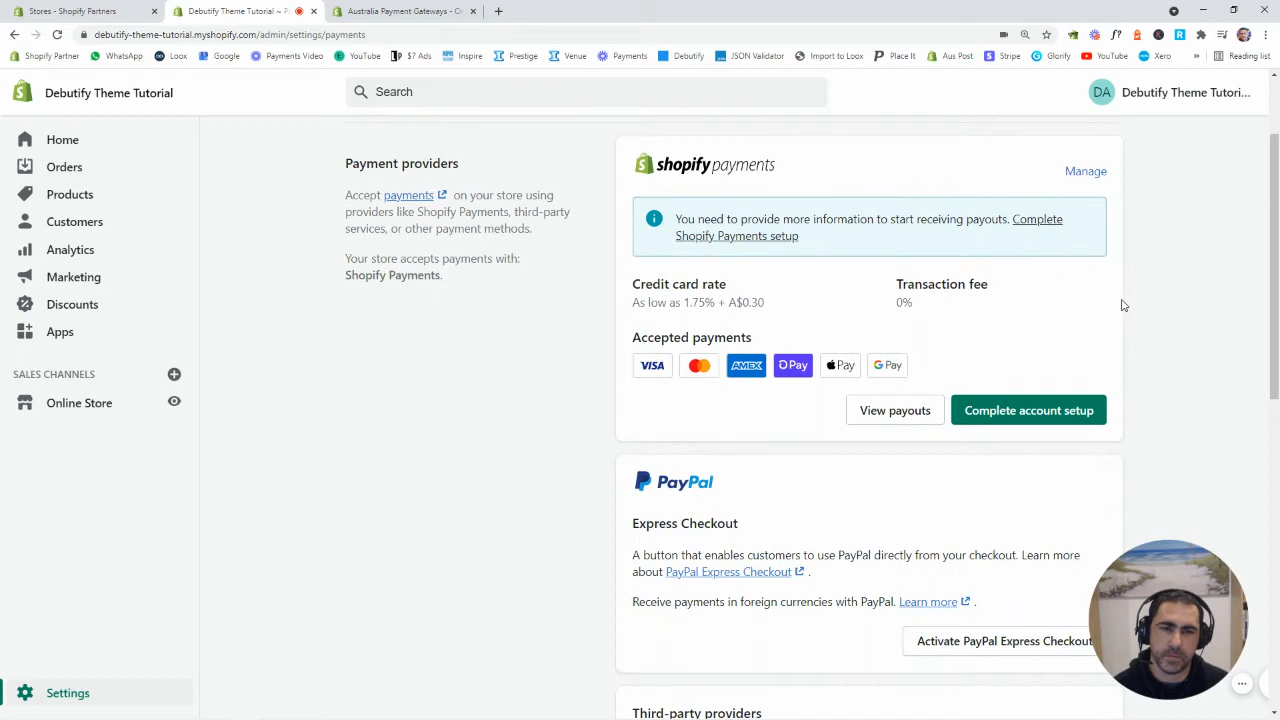 Stores - Shopify Partners
Debutify Theme Tutorial ~ Pa
Australia Payment Gateways - Cr
debutify-theme-tutorial.myshopify.com/admin/settings/payments
Shopify Partner
WhatsApp
Loox
Google
Payments Video
YouTube
$7 Ads
Inspire
Prestige
Venue
Payments
Debutify
JSON Validator
Import to Loox
Place It
Aus Post
Stripe
Glorify
YouTube
Xero
»
Reading list
Debutify Theme Tutorial
Search
DA
Debutify Theme Tutori...
Home
Orders
Products
Customers
Analytics
Marketing
Discounts
Apps
SALES CHANNELS
Online Store
Settings
Payment providers
Accept payments on your store using
providers like Shopify Payments, third-party
services, or other payment methods.
Your store accepts payments with:
Shopify Payments.
shopify payments
Manage
You need to provide more information to start receiving payouts. Complete
Shopify Payments setup
Credit card rate
As low as 1.75% + A$0.30
Transaction fee
0%
Accepted payments
VISA
AMEX
Pay
Pay
G Pay
View payouts
Complete account setup
PayPal
Express Checkout
A button that enables customers to use PayPal directly from your checkout. Learn more
about PayPal Express Checkout .
Receive payments in foreign currencies with PayPal. Learn more .
Activate PayPal Express Checkout
Third-party providers